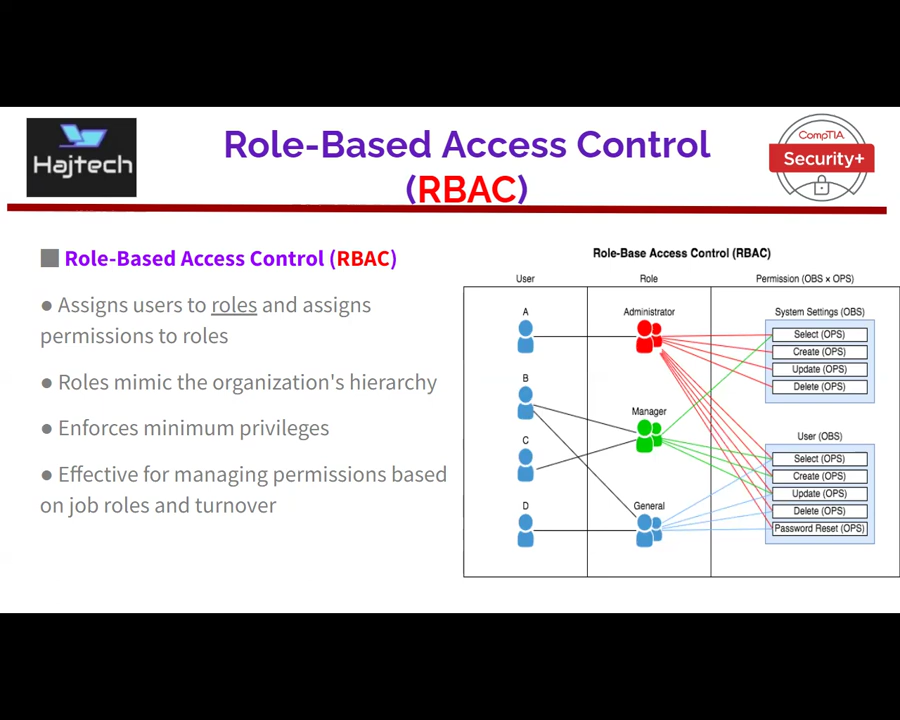 Hajtech
Role-Based Access Control
(RBAC)
CompTIA
Security+
Role-Based Access Control (RBAC)
● Assigns users to roles and assigns
permissions to roles
● Roles mimic the organization's hierarchy
● Enforces minimum privileges
● Effective for managing permissions based
on job roles and turnover
Role-Base Access Control (RBAC)
User
Role
Permission (OBS × OPS)
A
B
C
D
Administrator
Manager
General
System Settings (OBS)
Select (OPS)
Create (OPS)
Update (OPS)
Delete (OPS)
User (OBS)
Select (OPS)
Create (OPS)
Update (OPS)
Delete (OPS)
Password Reset (OPS)